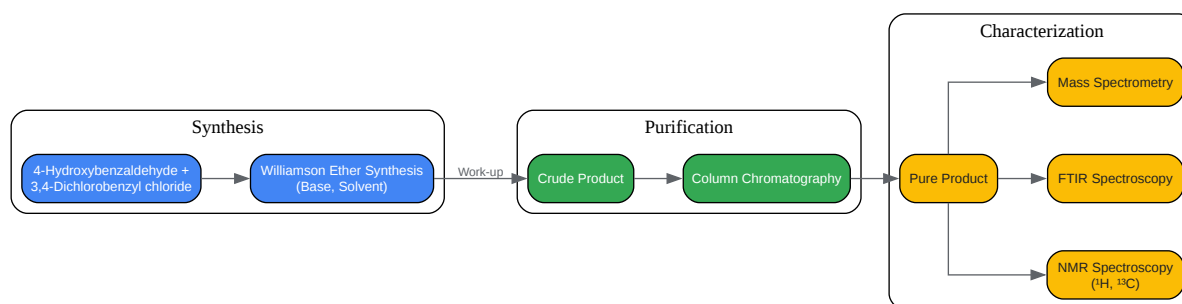 Synthesis
4-Hydroxybenzaldehyde +
3,4-Dichlorobenzyl chloride
Williamson Ether Synthesis
(Base, Solvent)
Work-up
Purification
Crude Product
Column Chromatography
Characterization
Pure Product
Mass Spectrometry
FTIR Spectroscopy
NMR Spectroscopy
(¹H, ¹³C)